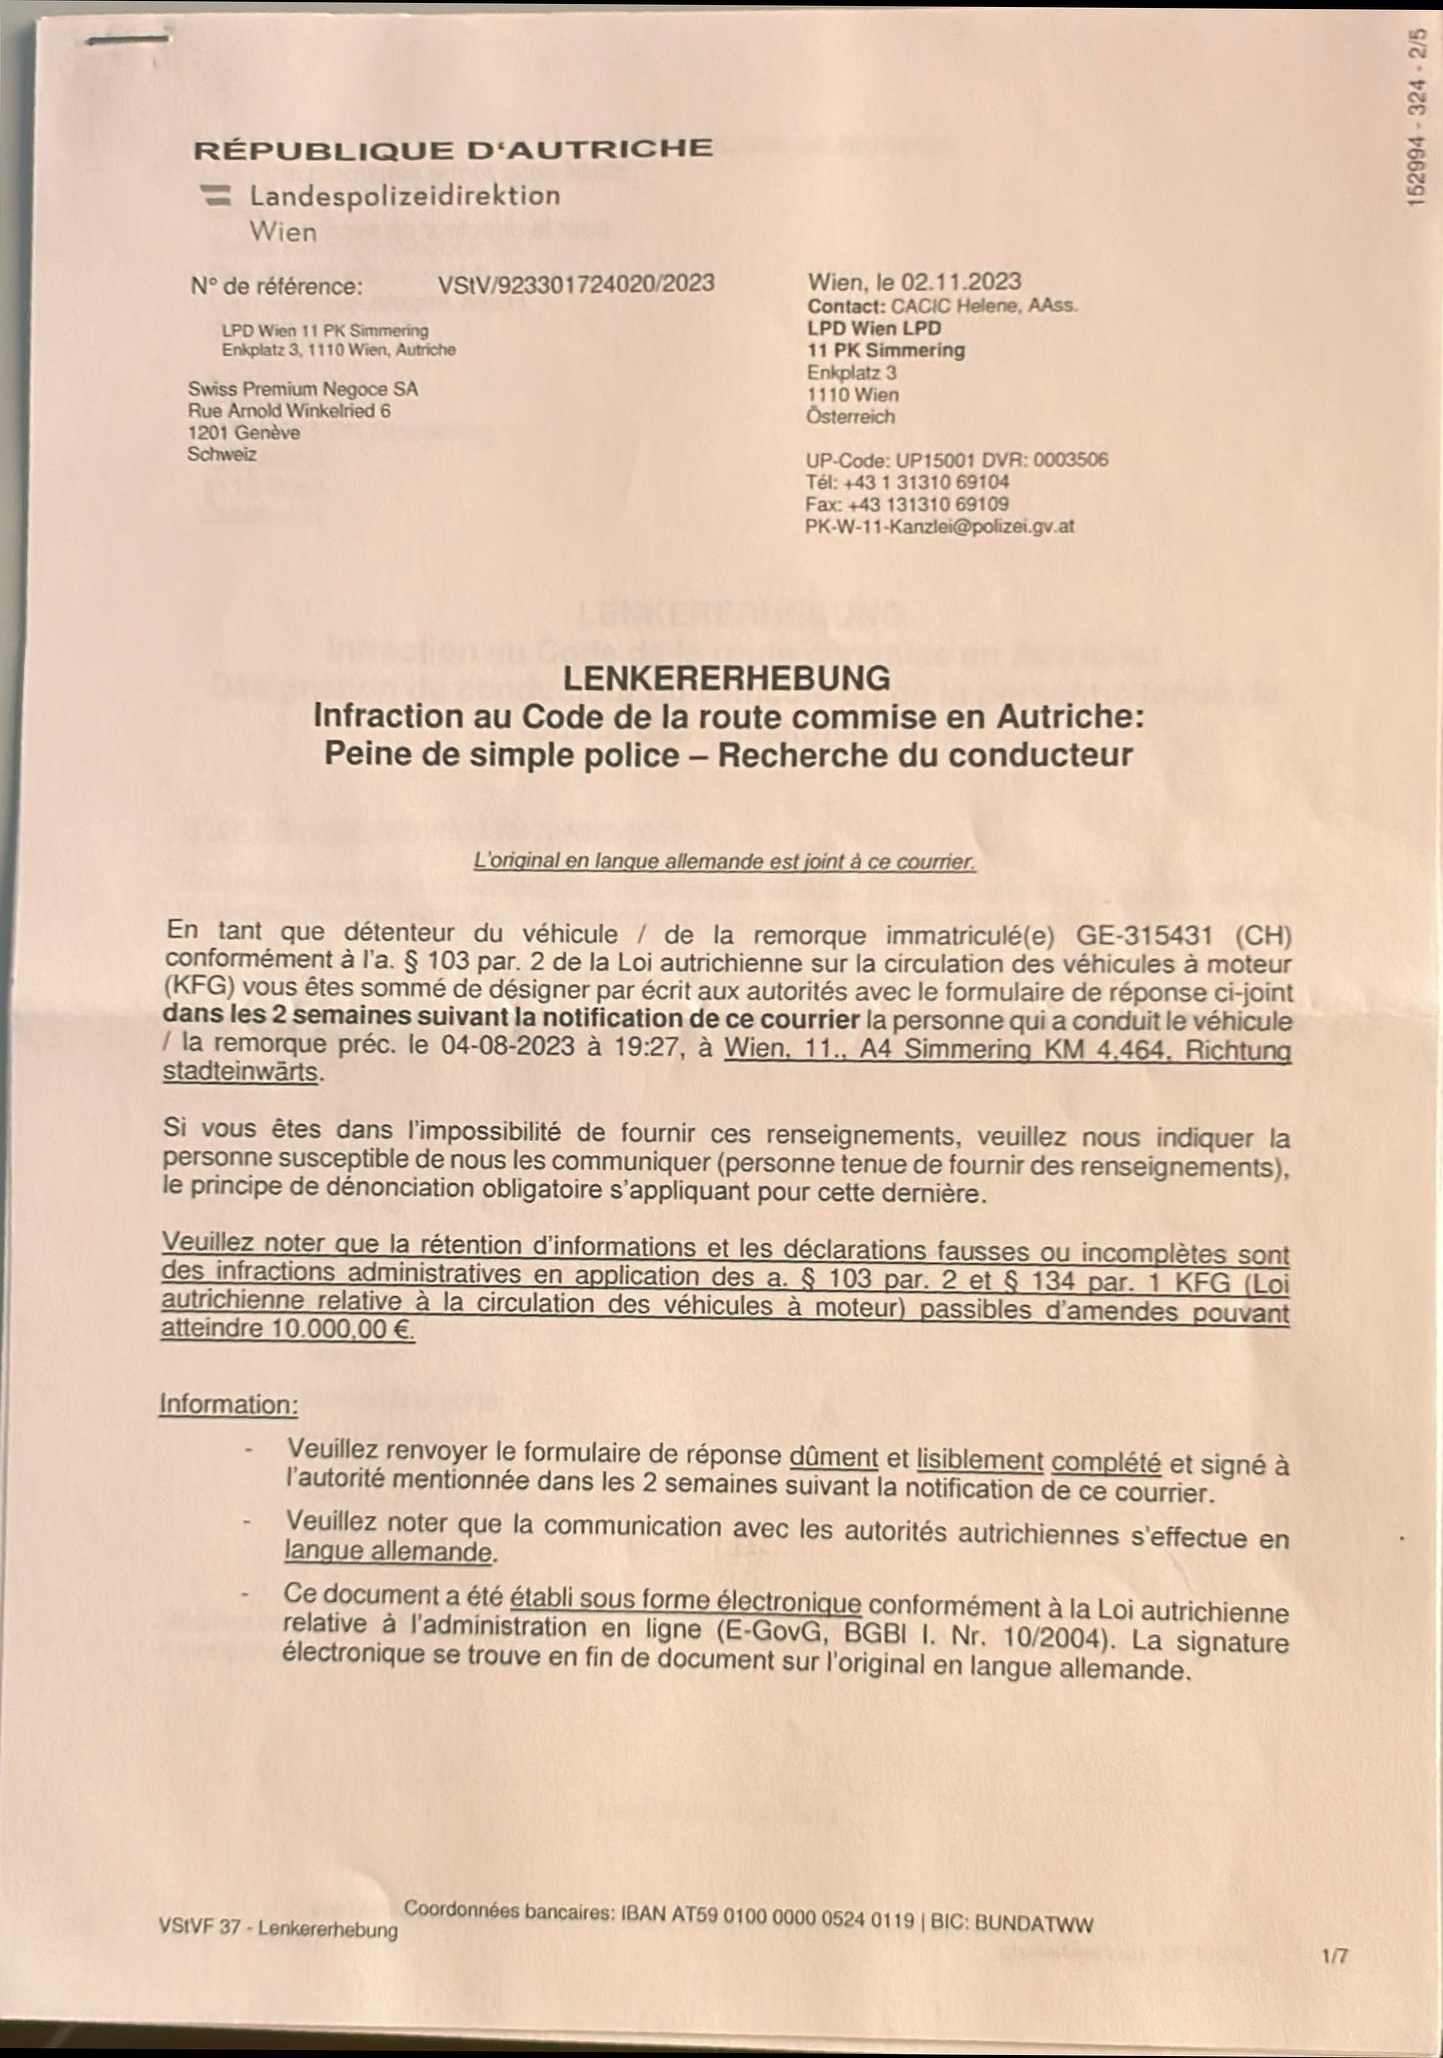 152994 - 324 - 2/5
RÉPUBLIQUE D'AUTRICHE
Landespolizeidirektion
Wien
N° de référence: VStV/923301724020/2023
LPD Wien 11 PK Simmering
Enkplatz 3, 1110 Wien, Autriche
Swiss Premium Negoce SA
Rue Arnold Winkelried 6
1201 Genève
Schweiz
Wien, le 02.11.2023
Contact: CACIC Helene, AAss.
LPD Wien LPD
11 PK Simmering
Enkplatz 3
1110 Wien
Österreich
UP-Code: UP15001 DVR: 0003506
Tél: +43 1 31310 69104
Fax: +43 131310 69109
PK-W-11-Kanzlei@polizei.gv.at
LENKERERHEBUNG
Infraction au Code de la route commise en Autriche:
Peine de simple police – Recherche du conducteur
L'original en langue allemande est joint à ce courrier.
En tant que détenteur du véhicule / de la remorque immatriculé(e) GE-315431 (CH)
conformément à l'a. § 103 par. 2 de la Loi autrichienne sur la circulation des véhicules à moteur
(KFG) vous êtes sommé de désigner par écrit aux autorités avec le formulaire de réponse ci-joint
dans les 2 semaines suivant la notification de ce courrier la personne qui a conduit le véhicule
/ la remorque préc. le 04-08-2023 à 19:27, à Wien, 11., A4 Simmering KM 4,464, Richtung
stadteinwärts.
Si vous êtes dans l'impossibilité de fournir ces renseignements, veuillez nous indiquer la
personne susceptible de nous les communiquer (personne tenue de fournir des renseignements),
le principe de dénonciation obligatoire s'appliquant pour cette dernière.
Veuillez noter que la rétention d'informations et les déclarations fausses ou incomplètes sont
des infractions administratives en application des a. § 103 par. 2 et § 134 par. 1 KFG (Loi
autrichienne relative à la circulation des véhicules à moteur) passibles d'amendes pouvant
atteindre 10.000,00 €.
Information:
- Veuillez renvoyer le formulaire de réponse dûment et lisiblement complété et signé à
l'autorité mentionnée dans les 2 semaines suivant la notification de ce courrier.
- Veuillez noter que la communication avec les autorités autrichiennes s'effectue en
langue allemande.
- Ce document a été établi sous forme électronique conformément à la Loi autrichienne
relative à l'administration en ligne (E-GovG, BGBl I. Nr. 10/2004). La signature
électronique se trouve en fin de document sur l'original en langue allemande.
Coordonnées bancaires: IBAN AT59 0100 0000 0524 0119 | BIC: BUNDATWW
VStVF 37 - Lenkererhebung
1/7